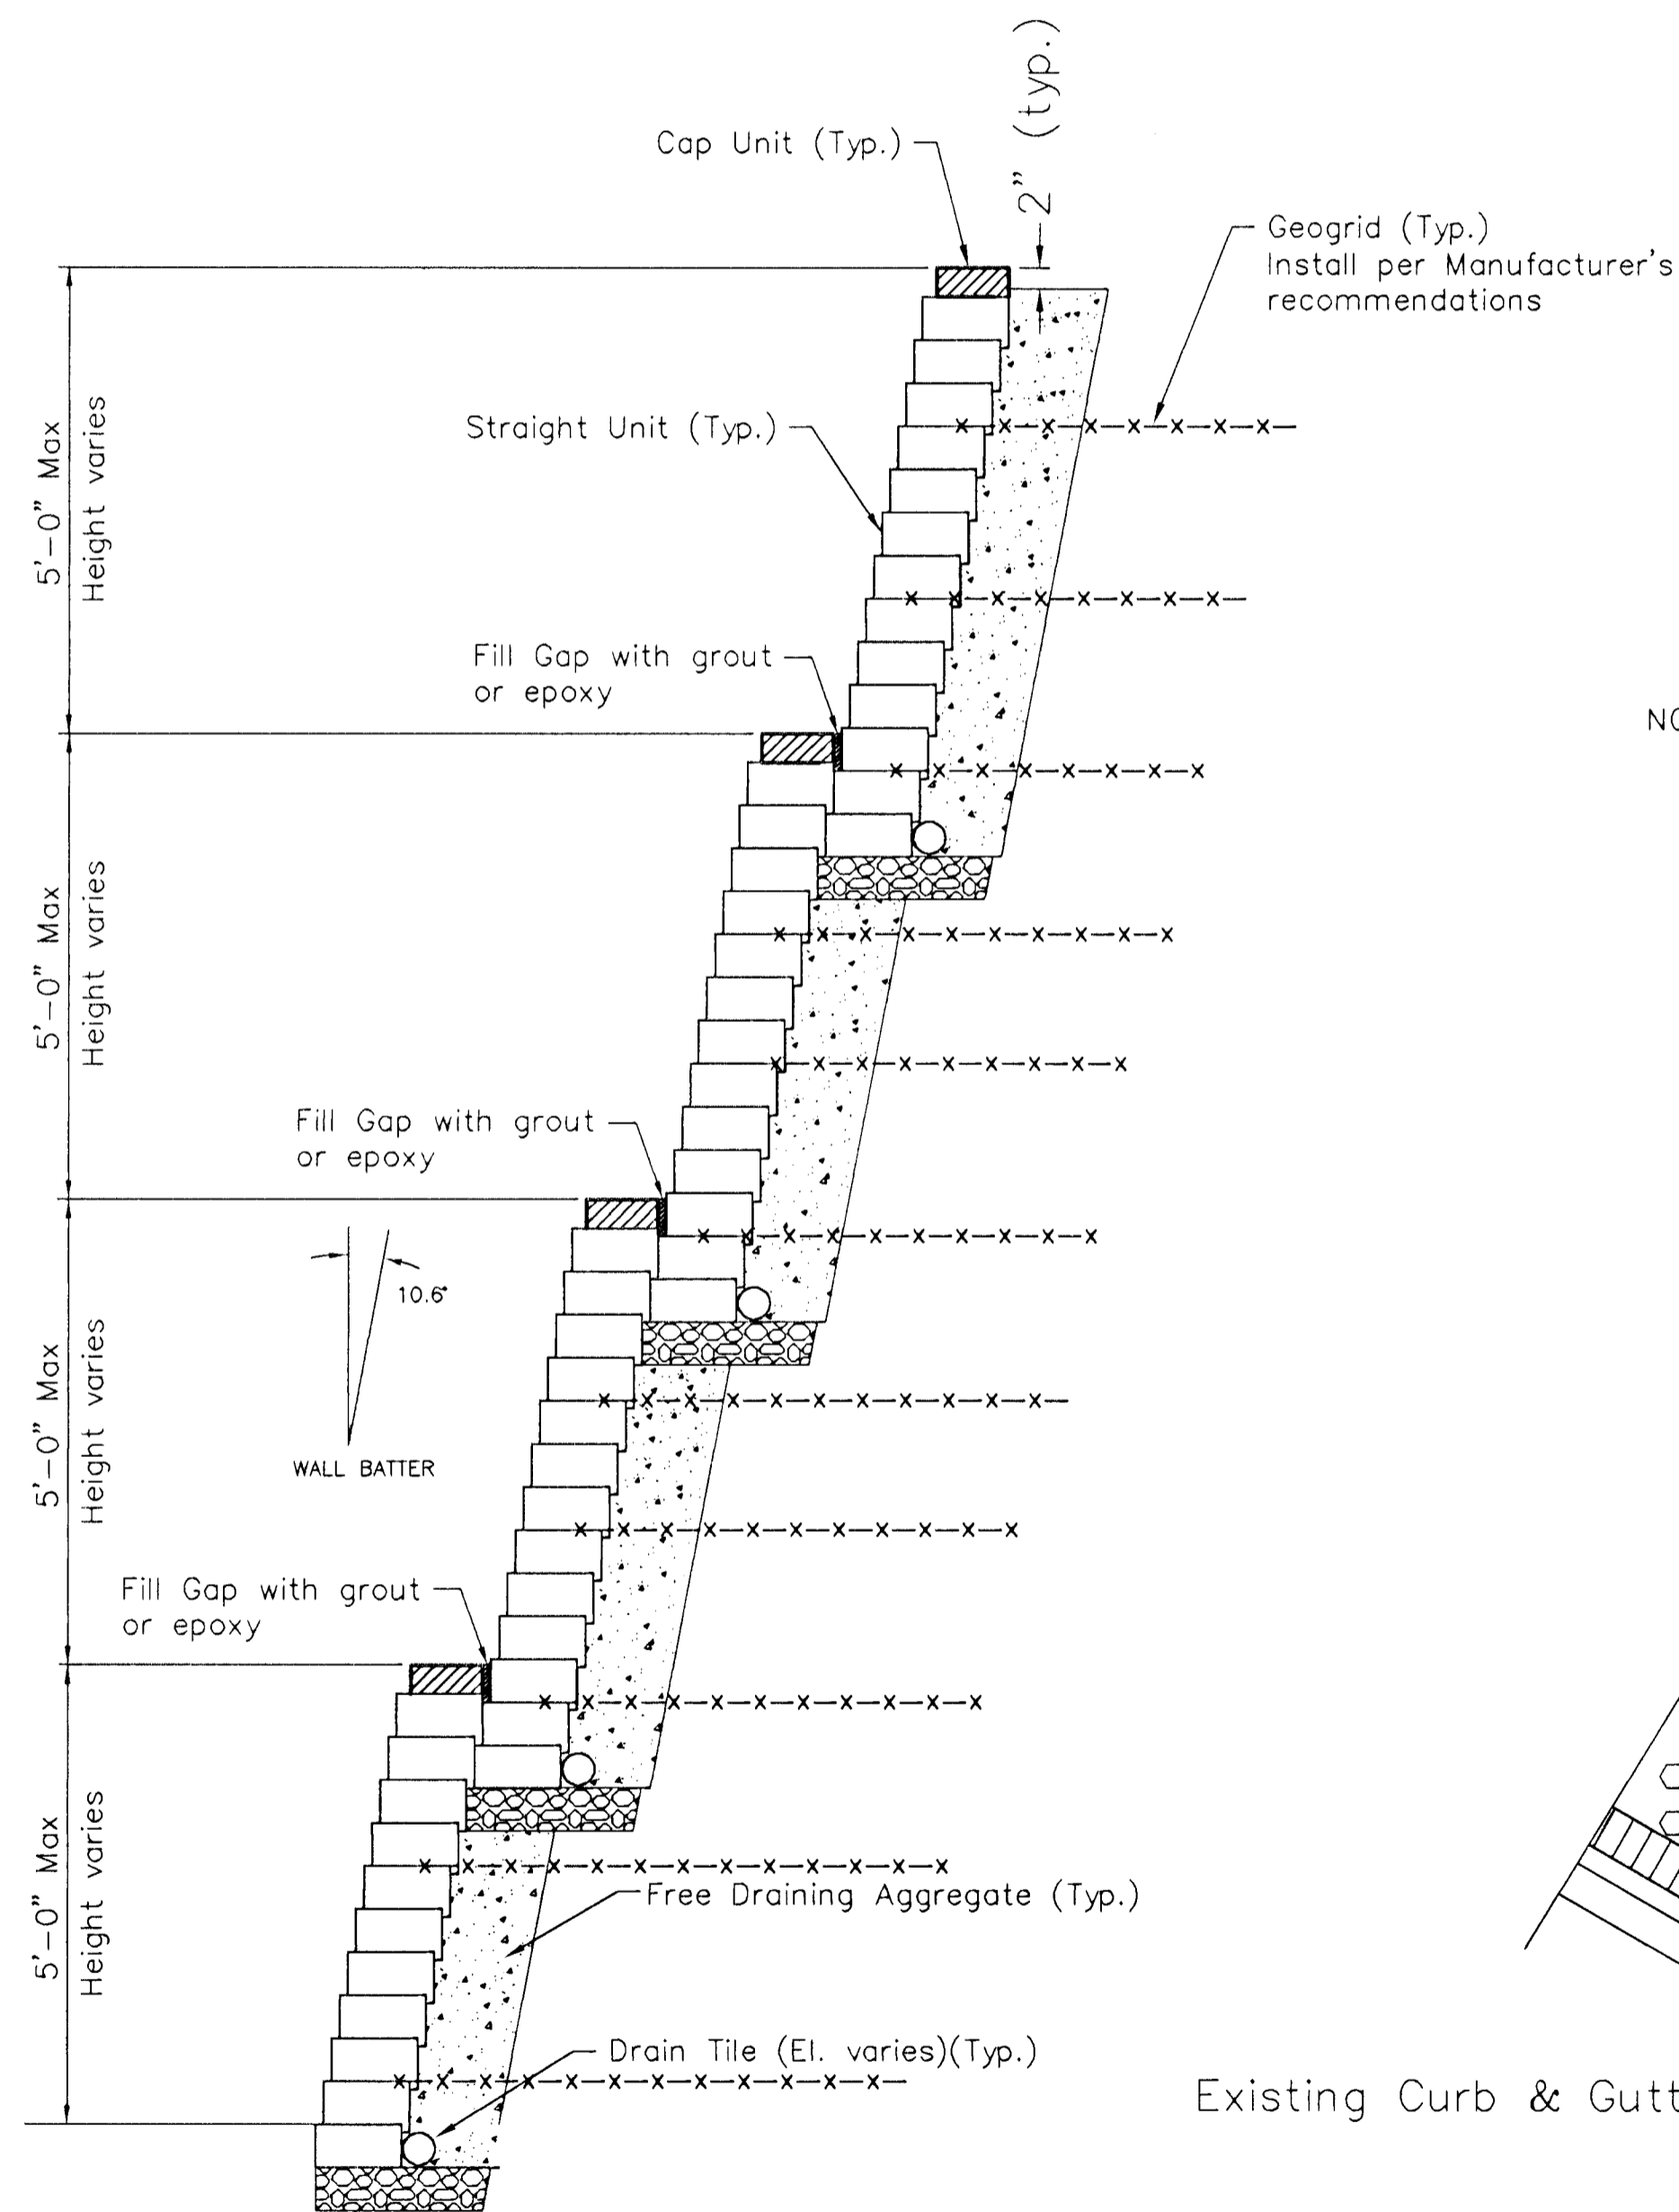 2" (typ.)
Cap Unit (Typ.)
Geogrid (Typ.)
Install per Manufacturer's
recommendations
5'-0" Max
Height varies
Straight Unit (Typ.)
Fill Gap with grout
or epoxy
5'-0" Max
Height varies
Fill Gap with grout
or epoxy
10.6°
WALL BATTER
5'-0" Max
Height varies
Fill Gap with grout
or epoxy
5'-0" Max
Height varies
Free Draining Aggregate (Typ.)
Drain Tile (El. varies)(Typ.)
Existing Curb &